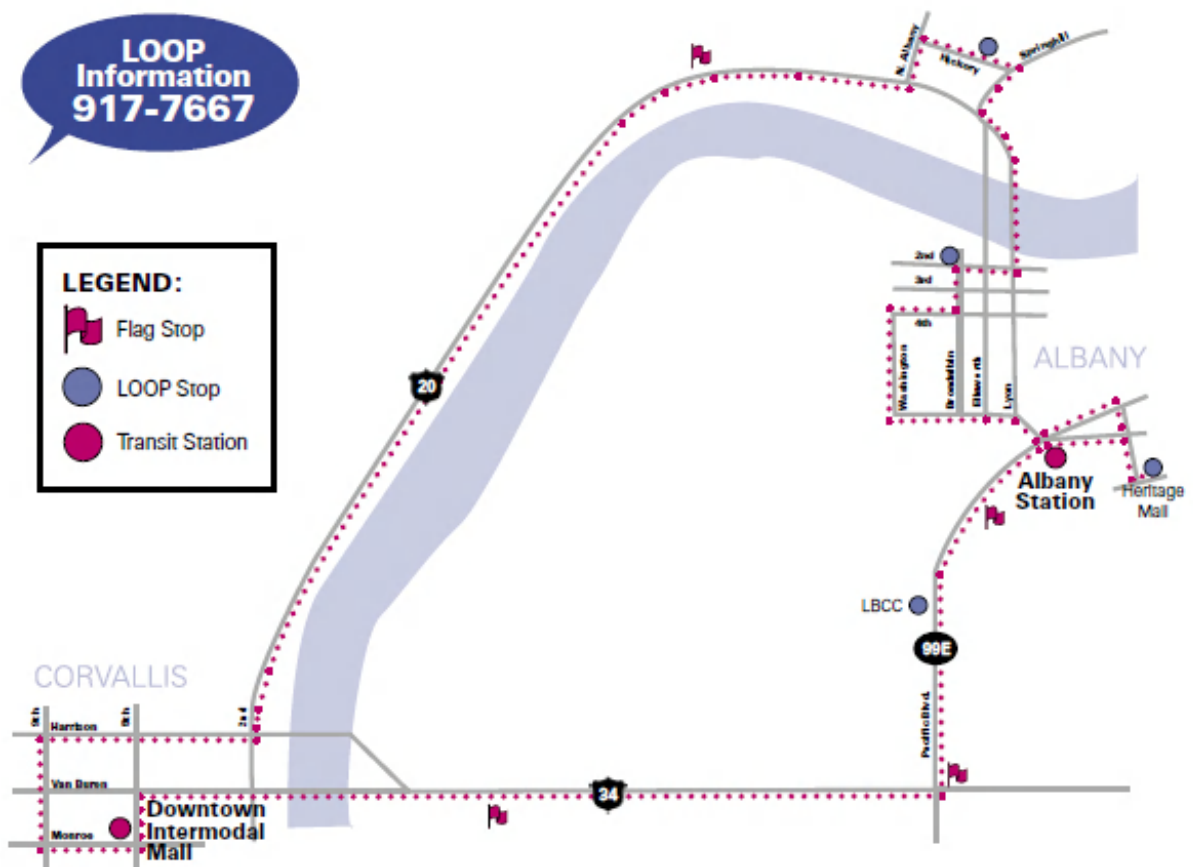 LOOP
Information
917-7667
LEGEND:
Flag Stop
LOOP Stop
Transit Station
N. Albany
Hickory
Springhill
20
2nd
3rd
4th
Washington
Broadalbin
Ellsworth
Lyon
ALBANY
Albany
Station
Heritage
Mall
LBCC
99E
Pacific Blvd.
CORVALLIS
9th
5th
2nd
Harrison
Van Buren
Monroe
Downtown
Intermodal
Mall
34